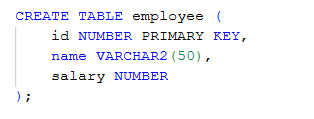 CREATE TABLE employee (
    id NUMBER PRIMARY KEY,
    name VARCHAR2(50),
    salary NUMBER
);